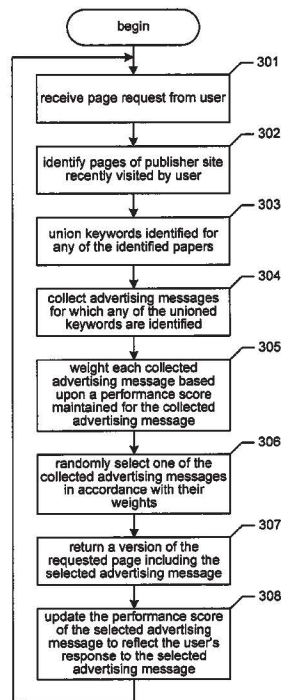 begin
301
receive page request from user
302
identify pages of publisher site
recently visited by user
303
union keywords identified for
any of the identified papers
304
collect advertising messages
for which any of the unioned
keywords are identified
305
weight each collected
advertising message based
upon a performance score
maintained for the collected
advertising message
306
randomly select one of the
collected advertising messages
in accordance with their
weights
307
return a version of the
requested page including the
selected advertising message
308
update the performance score
of the selected advertising
message to reflect the user's
response to the selected
advertising message